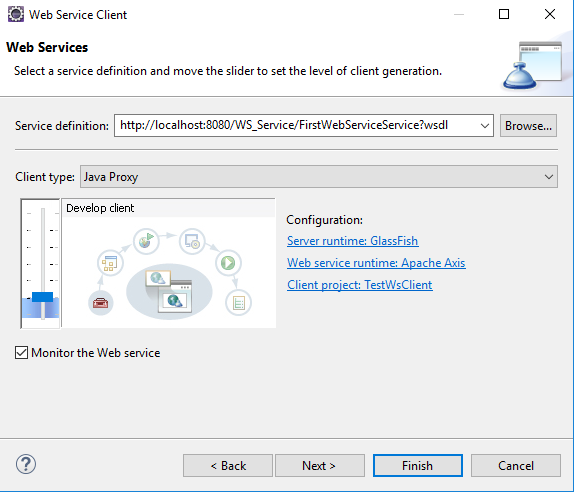 Web Service Client
Web Services
Select a service definition and move the slider to set the level of client generation.
Service definition: http://localhost:8080/WS_Service/FirstWebServiceService?wsdl Browse...
Client type: Java Proxy
Develop client
Configuration:
Server runtime: GlassFish
Web service runtime: Apache Axis
Client project: TestWsClient
Monitor the Web service
? < Back Next > Finish Cancel